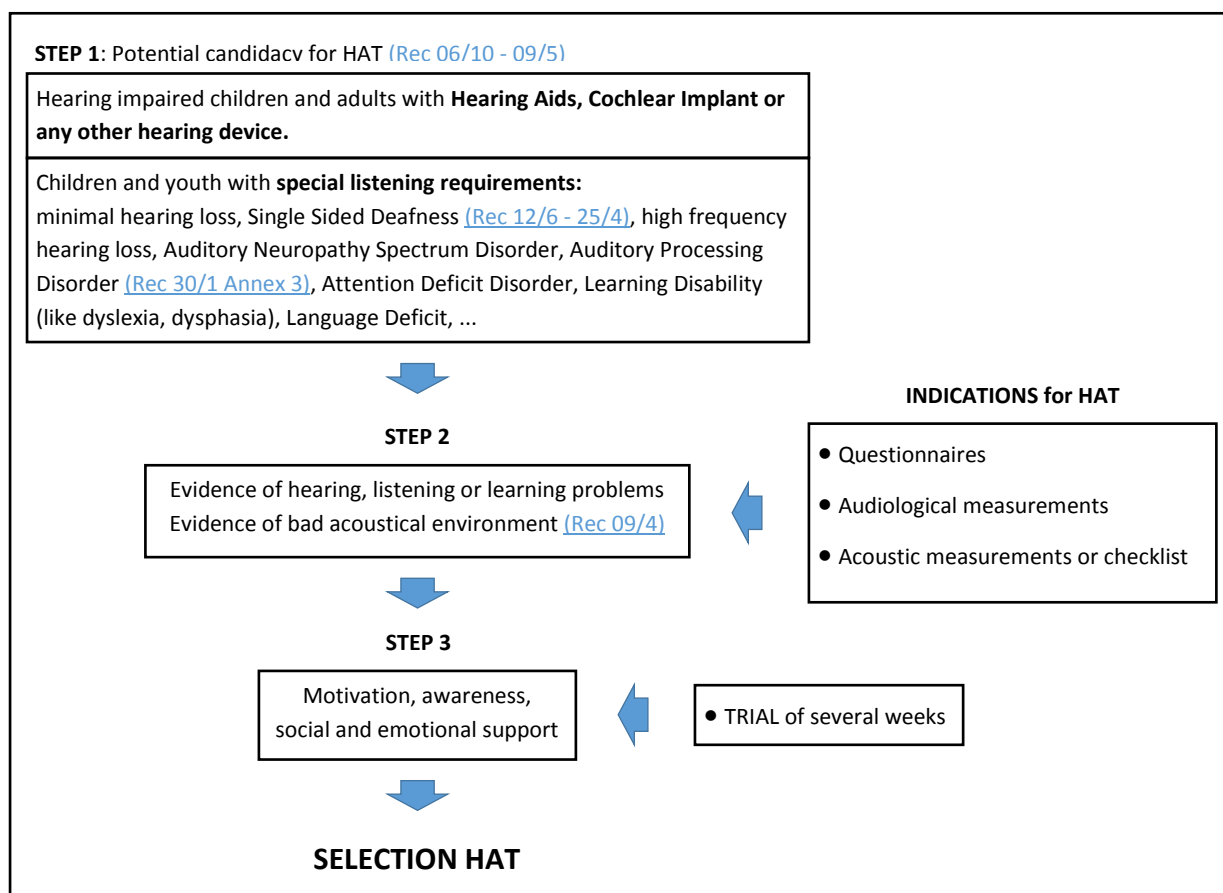 STEP 1: Potential candidacy for HAT (Rec 06/10 - 09/5)
Hearing impaired children and adults with Hearing Aids, Cochlear Implant or
any other hearing device.
Children and youth with special listening requirements:
minimal hearing loss, Single Sided Deafness (Rec 12/6 - 25/4), high frequency
hearing loss, Auditory Neuropathy Spectrum Disorder, Auditory Processing
Disorder (Rec 30/1 Annex 3), Attention Deficit Disorder, Learning Disability
(like dyslexia, dysphasia), Language Deficit, ...
INDICATIONS for HAT
• Questionnaires
• Audiological measurements
• Acoustic measurements or checklist
STEP 2
Evidence of hearing, listening or learning problems
Evidence of bad acoustical environment (Rec 09/4)
STEP 3
Motivation, awareness,
social and emotional support
• TRIAL of several weeks
SELECTION HAT